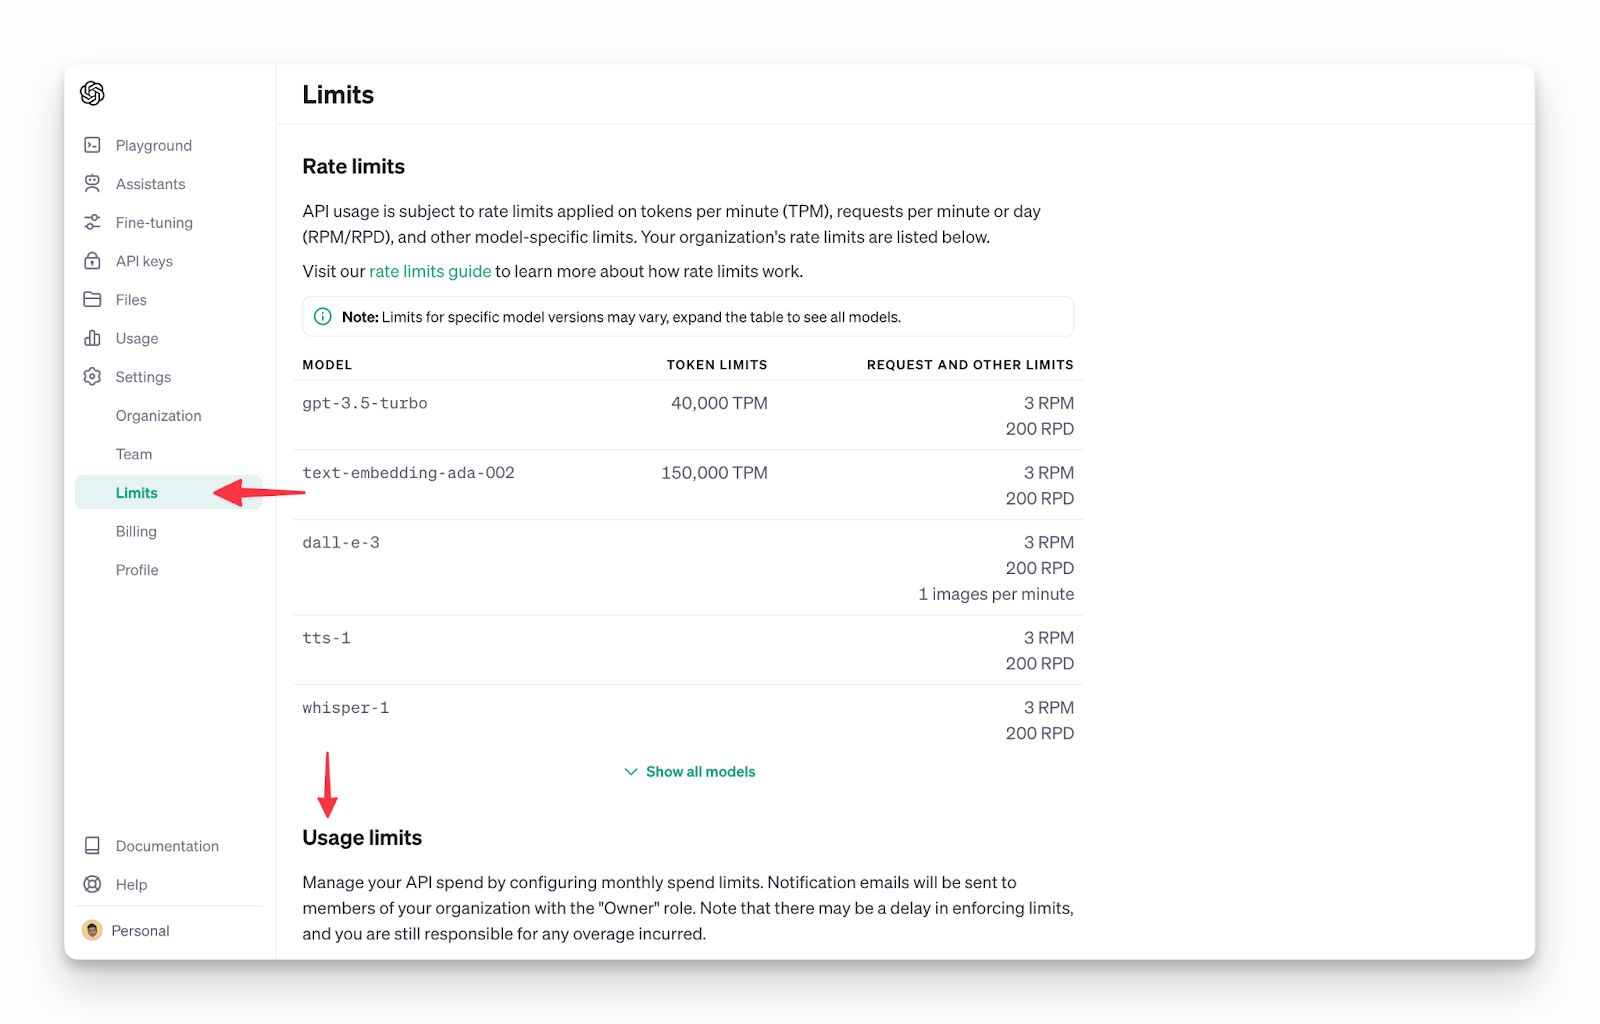 Limits
Playground
Assistants
Fine-tuning
API keys
Files
Usage
Settings
Organization
Team
Limits
Billing
Profile
Documentation
Help
Personal
Rate limits
API usage is subject to rate limits applied on tokens per minute (TPM), requests per minute or day
(RPM/RPD), and other model-specific limits. Your organization's rate limits are listed below.
Visit our rate limits guide to learn more about how rate limits work.
Note: Limits for specific model versions may vary, expand the table to see all models.
MODEL TOKEN LIMITS REQUEST AND OTHER LIMITS
gpt-3.5-turbo 40,000 TPM 3 RPM
200 RPD
text-embedding-ada-002 150,000 TPM 3 RPM
200 RPD
dall-e-3 3 RPM
200 RPD
1 images per minute
tts-1 3 RPM
200 RPD
whisper-1 3 RPM
200 RPD
Show all models
Usage limits
Manage your API spend by configuring monthly spend limits. Notification emails will be sent to
members of your organization with the "Owner" role. Note that there may be a delay in enforcing limits,
and you are still responsible for any overage incurred.